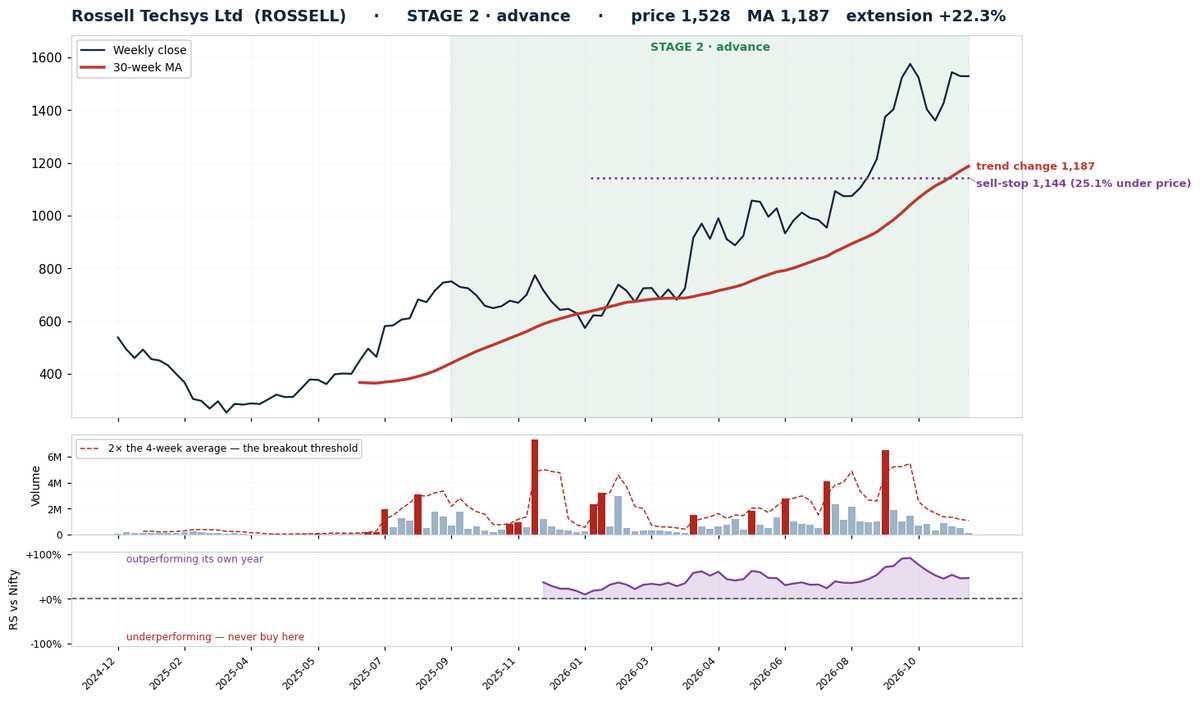 Rossell Techsys Ltd (ROSSELL) · STAGE 2 · advance · price 1,528 MA 1,187 extension +22.3%
Weekly close
30-week MA
STAGE 2 · advance
1600
1400
1200
1000
800
600
400
trend change 1,187
sell-stop 1,144 (25.1% under price)
2× the 4-week average — the breakout threshold
Volume
6M
4M
2M
0
RS vs Nifty
+100%
+0%
-100%
outperforming its own year
underperforming — never buy here
2024-12
2025-02
2025-04
2025-05
2025-07
2025-09
2025-11
2026-01
2026-03
2026-04
2026-06
2026-08
2026-10